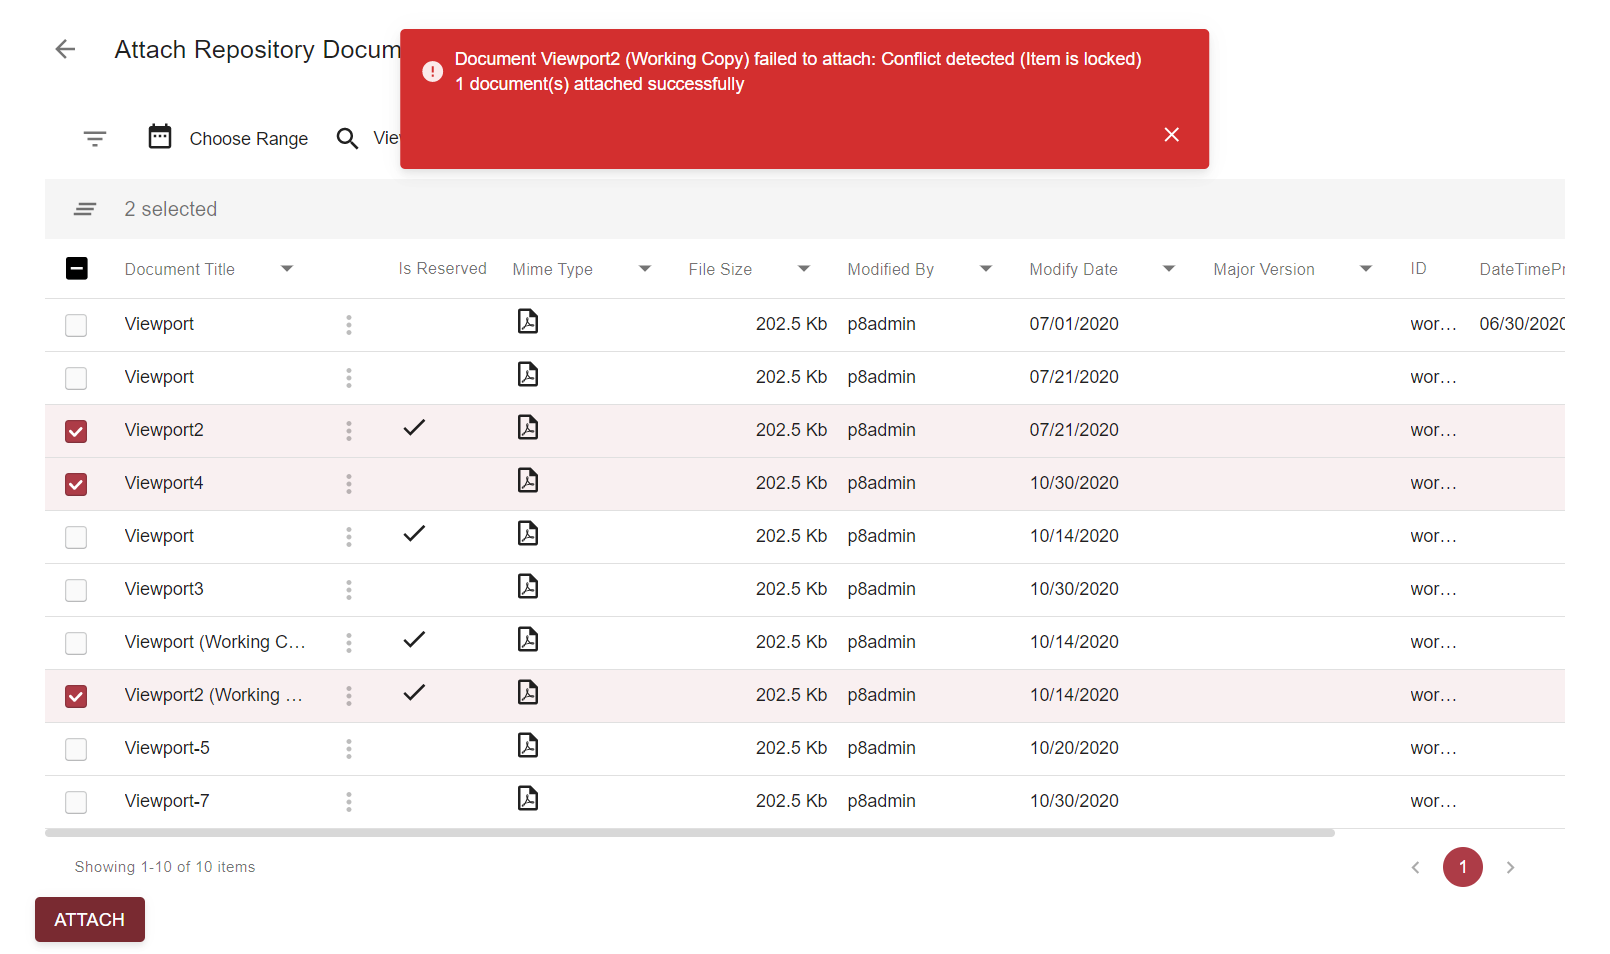 Attach Repository Docum
Document Viewport2 (Working Copy) failed to attach: Conflict detected (Item is locked)
1 document(s) attached successfully
Choose Range
Vie
2 selected
Document Title Is Reserved Mime Type File Size Modified By Modify Date Major Version ID DateTimePr
Viewport 202.5 Kb p8admin 07/01/2020 wor... 06/30/2020
Viewport 202.5 Kb p8admin 07/21/2020 wor...
Viewport2 202.5 Kb p8admin 07/21/2020 wor...
Viewport4 202.5 Kb p8admin 10/30/2020 wor...
Viewport 202.5 Kb p8admin 10/14/2020 wor...
Viewport3 202.5 Kb p8admin 10/30/2020 wor...
Viewport (Working C... 202.5 Kb p8admin 10/14/2020 wor...
Viewport2 (Working ... 202.5 Kb p8admin 10/14/2020 wor...
Viewport-5 202.5 Kb p8admin 10/20/2020 wor...
Viewport-7 202.5 Kb p8admin 10/30/2020 wor...
Showing 1-10 of 10 items
1
ATTACH